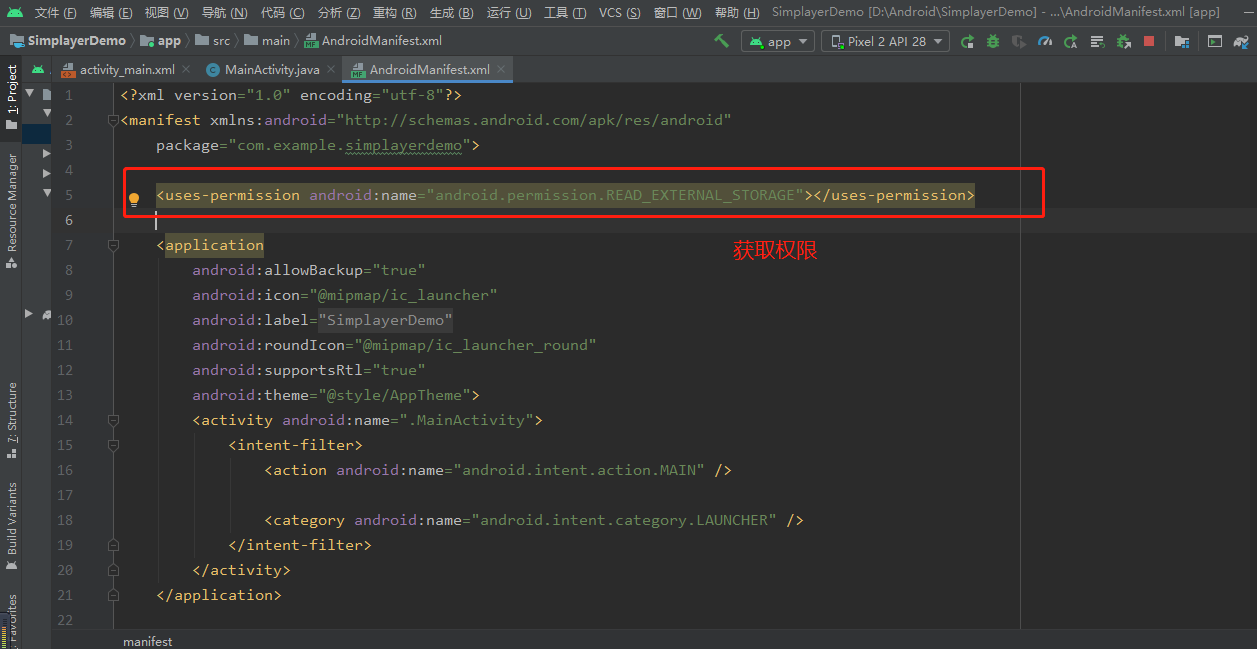 文件 (F) 编辑 (E) 视图 (V) 导航 (N) 代码 (C) 分析 (Z) 重构 (R) 生成 (B) 运行 (U) 工具 (T) VCS (S) 窗口 (W) 帮助 (H) SimplayerDemo [D:\Android\SimplayerDemo] - ...\AndroidManifest.xml [app]
SimplayerDemo app src main AndroidManifest.xml app Pixel 2 API 28
activity_main.xml MainActivity.java AndroidManifest.xml
1: Project
Resource Manager
7: Structure
Build Variants
Favorites
1 <?xml version="1.0" encoding="utf-8"?>
2 <manifest xmlns:android="http://schemas.android.com/apk/res/android"
3 package="com.example.simplayerdemo">
4
5 <uses-permission android:name="android.permission.READ_EXTERNAL_STORAGE"></uses-permission>
6
获取权限
7 <application
8 android:allowBackup="true"
9 android:icon="@mipmap/ic_launcher"
10 android:label="SimplayerDemo"
11 android:roundIcon="@mipmap/ic_launcher_round"
12 android:supportsRtl="true"
13 android:theme="@style/AppTheme">
14 <activity android:name=".MainActivity">
15 <intent-filter>
16 <action android:name="android.intent.action.MAIN" />
17
18 <category android:name="android.intent.category.LAUNCHER" />
19 </intent-filter>
20 </activity>
21 </application>
22
manifest